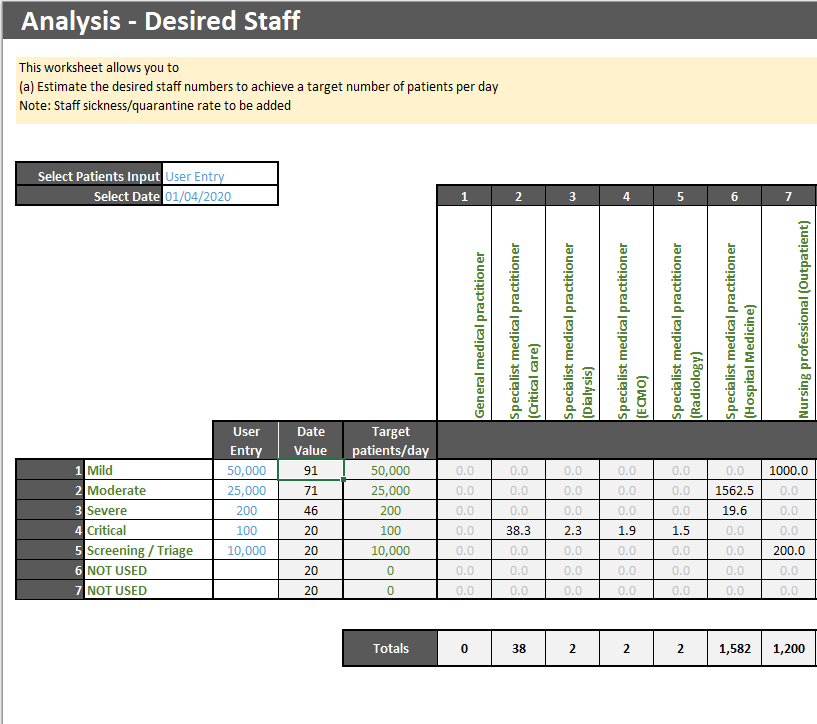 Analysis - Desired Staff
This worksheet allows you to
(a) Estimate the desired staff numbers to achieve a target number of patients per day
Note: Staff sickness/quarantine rate to be added
Select Patients Input User Entry
Select Date 01/04/2020
1 2 3 4 5 6 7
General medical practitioner
Specialist medical practitioner
(Critical care)
Specialist medical practitioner
(Dialysis)
Specialist medical practitioner
(ECMO)
Specialist medical practitioner
(Radiology)
Specialist medical practitioner
(Hospital Medicine)
Nursing professional (Outpatient)
User Date Target
Entry Value patients/day
1 Mild 50,000 91 50,000 0.0 0.0 0.0 0.0 0.0 0.0 1000.0
2 Moderate 25,000 71 25,000 0.0 0.0 0.0 0.0 0.0 1562.5 0.0
3 Severe 200 46 200 0.0 0.0 0.0 0.0 0.0 19.6 0.0
4 Critical 100 20 100 0.0 38.3 2.3 1.9 1.5 0.0 0.0
5 Screening / Triage 10,000 20 10,000 0.0 0.0 0.0 0.0 0.0 0.0 200.0
6 NOT USED 20 0 0.0 0.0 0.0 0.0 0.0 0.0 0.0
7 NOT USED 20 0 0.0 0.0 0.0 0.0 0.0 0.0 0.0
Totals 0 38 2 2 2 1,582 1,200